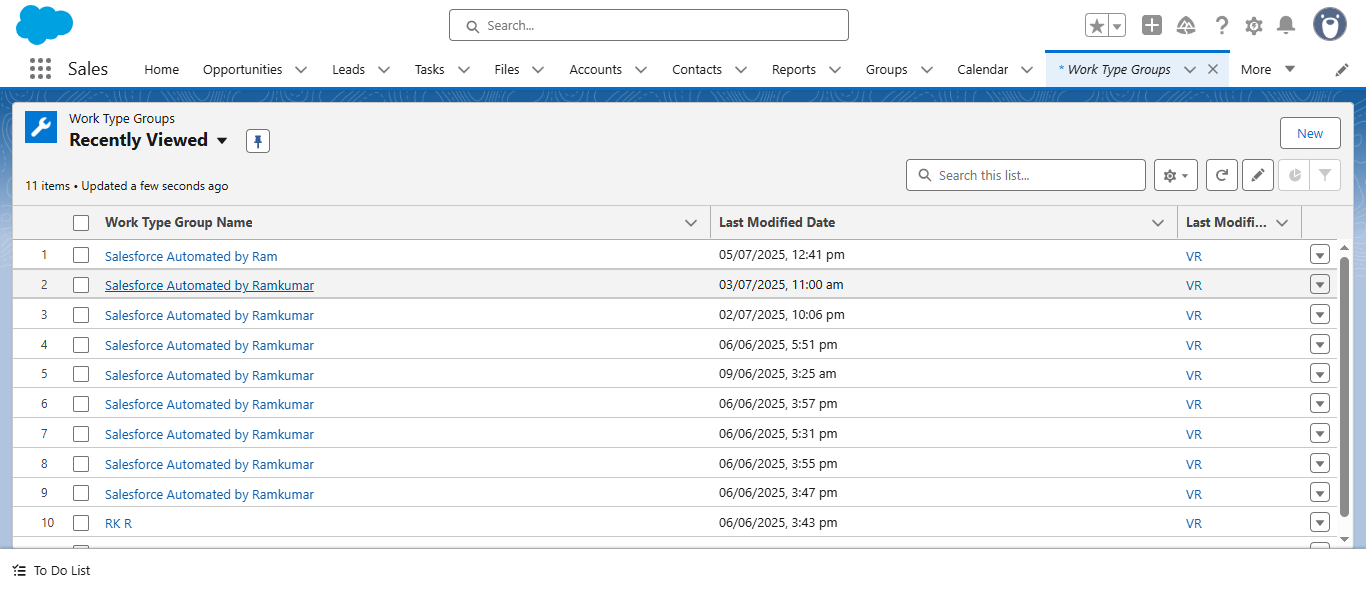 Search...
Sales
Home
Opportunities
Leads
Tasks
Files
Accounts
Contacts
Reports
Groups
Calendar
* Work Type Groups
More
Work Type Groups
Recently Viewed
New
11 items • Updated a few seconds ago
Search this list...
Work Type Group Name
Last Modified Date
Last Modifi...
1 Salesforce Automated by Ram 05/07/2025, 12:41 pm VR
2 Salesforce Automated by Ramkumar 03/07/2025, 11:00 am VR
3 Salesforce Automated by Ramkumar 02/07/2025, 10:06 pm VR
4 Salesforce Automated by Ramkumar 06/06/2025, 5:51 pm VR
5 Salesforce Automated by Ramkumar 09/06/2025, 3:25 am VR
6 Salesforce Automated by Ramkumar 06/06/2025, 3:57 pm VR
7 Salesforce Automated by Ramkumar 06/06/2025, 5:31 pm VR
8 Salesforce Automated by Ramkumar 06/06/2025, 3:55 pm VR
9 Salesforce Automated by Ramkumar 06/06/2025, 3:47 pm VR
10 RK R 06/06/2025, 3:43 pm VR
To Do List